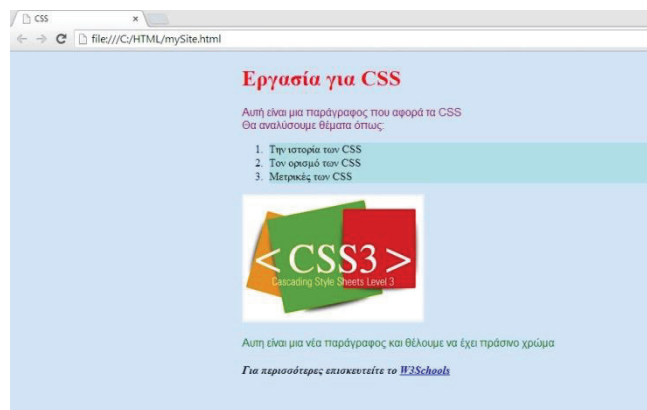 CSS
file:///C:/HTML/mySite.html
Εργασία για CSS
Αυτή είναι μια παράγραφος που αφορά τα CSS
Θα αναλύσουμε θέματα όπως:
1. Την ιστορία των CSS
2. Τον ορισμό των CSS
3. Μετρικές των CSS
< CSS3 >
Cascading Style Sheets Level 3
Αυτη είναι μια νέα παράγραφος και θέλουμε να έχει πράσινο χρώμα
Για περισσότερες επισκευτείτε το W3Schools